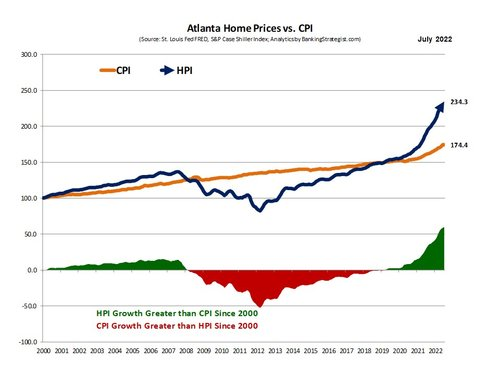 Atlanta Home Prices vs. CPI
(Source: St. Louis Fed FRED, S&P Case Shiller Index; Analytics by BankingStrategist.com)
July 2022
300.0
CPI
HPI
250.0
234.3
200.0
174.4
150.0
100.0
50.0
0.0
-50.0
HPI Growth Greater than CPI Since 2000
CPI Growth Greater than HPI Since 2000
-100.0
2000 2001 2002 2003 2004 2005 2006 2007 2008 2009 2010 2011 2012 2013 2014 2015 2016 2017 2018 2019 2020 2021 2022